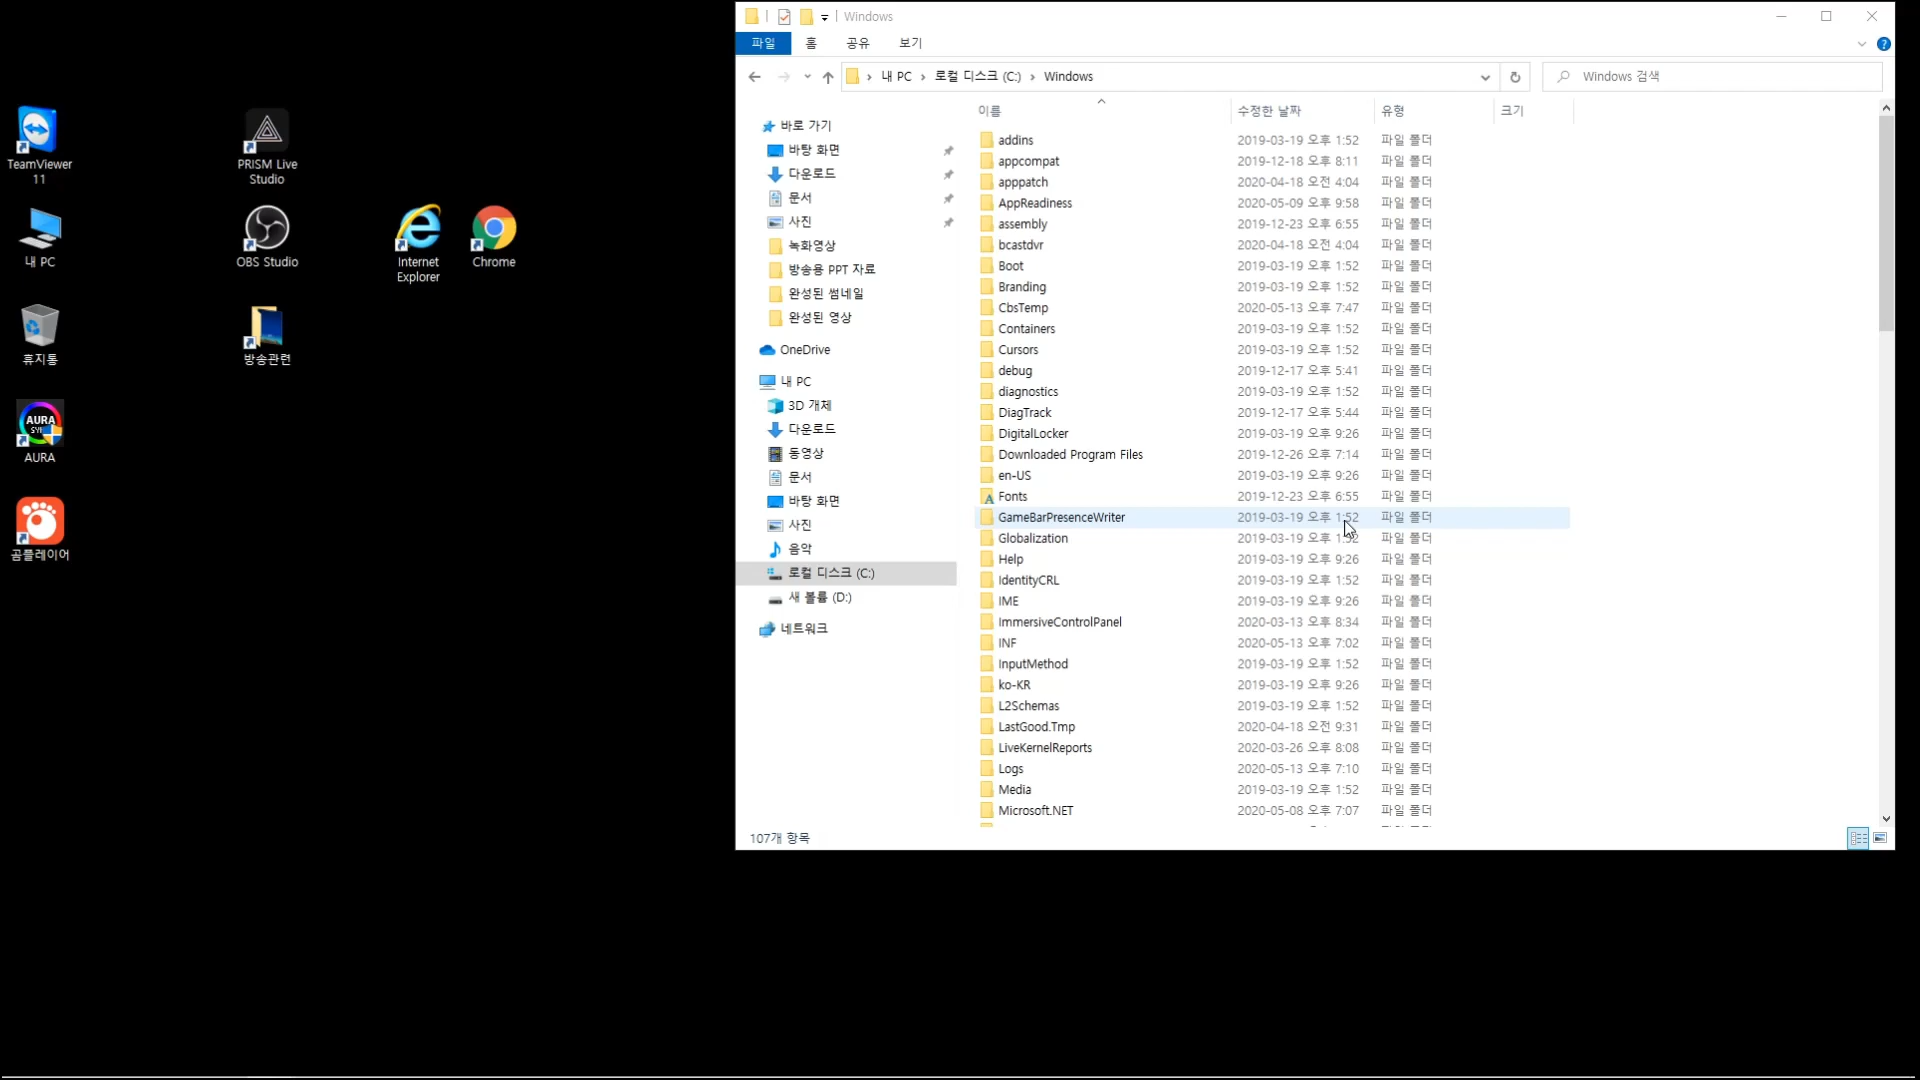 TeamViewer
11
내 PC
휴지통
AURA
SYNC
AURA
곰플레이어
PRISM Live
Studio
OBS Studio
방송관련
Internet
Explorer
Chrome
Windows
파일 홈 공유 보기
내 PC 로컬 디스크 (C:) Windows
Windows 검색
이름 수정한 날짜 유형 크기
바로 가기
바탕 화면
다운로드
문서
사진
녹화영상
방송용 PPT 자료
완성된 썸네일
완성된 영상
OneDrive
내 PC
3D 개체
다운로드
동영상
문서
바탕 화면
사진
음악
로컬 디스크 (C:)
새 볼륨 (D:)
네트워크
addins 2019-03-19 오후 1:52 파일 폴더
appcompat 2019-12-18 오후 8:11 파일 폴더
apppatch 2020-04-18 오전 4:04 파일 폴더
AppReadiness 2020-05-09 오후 9:58 파일 폴더
assembly 2019-12-23 오후 6:55 파일 폴더
bcastdvr 2020-04-18 오전 4:04 파일 폴더
Boot 2019-03-19 오후 1:52 파일 폴더
Branding 2019-03-19 오후 1:52 파일 폴더
CbsTemp 2020-05-13 오후 7:47 파일 폴더
Containers 2019-03-19 오후 1:52 파일 폴더
Cursors 2019-03-19 오후 1:52 파일 폴더
debug 2019-12-17 오후 5:41 파일 폴더
diagnostics 2019-03-19 오후 1:52 파일 폴더
DiagTrack 2019-12-17 오후 5:44 파일 폴더
DigitalLocker 2019-03-19 오후 9:26 파일 폴더
Downloaded Program Files 2019-12-26 오후 7:14 파일 폴더
en-US 2019-03-19 오후 9:26 파일 폴더
Fonts 2019-12-23 오후 6:55 파일 폴더
GameBarPresenceWriter 2019-03-19 오후 1:52 파일 폴더
Globalization 2019-03-19 오후 1:52 파일 폴더
Help 2019-03-19 오후 9:26 파일 폴더
IdentityCRL 2019-03-19 오후 1:52 파일 폴더
IME 2019-03-19 오후 9:26 파일 폴더
ImmersiveControlPanel 2020-03-13 오후 8:34 파일 폴더
INF 2020-05-13 오후 7:02 파일 폴더
InputMethod 2019-03-19 오후 1:52 파일 폴더
ko-KR 2019-03-19 오후 9:26 파일 폴더
L2Schemas 2019-03-19 오후 1:52 파일 폴더
LastGood.Tmp 2020-04-18 오전 9:31 파일 폴더
LiveKernelReports 2020-03-26 오후 8:08 파일 폴더
Logs 2020-05-13 오후 7:10 파일 폴더
Media 2019-03-19 오후 1:52 파일 폴더
Microsoft.NET 2020-05-08 오후 7:07 파일 폴더
107개 항목